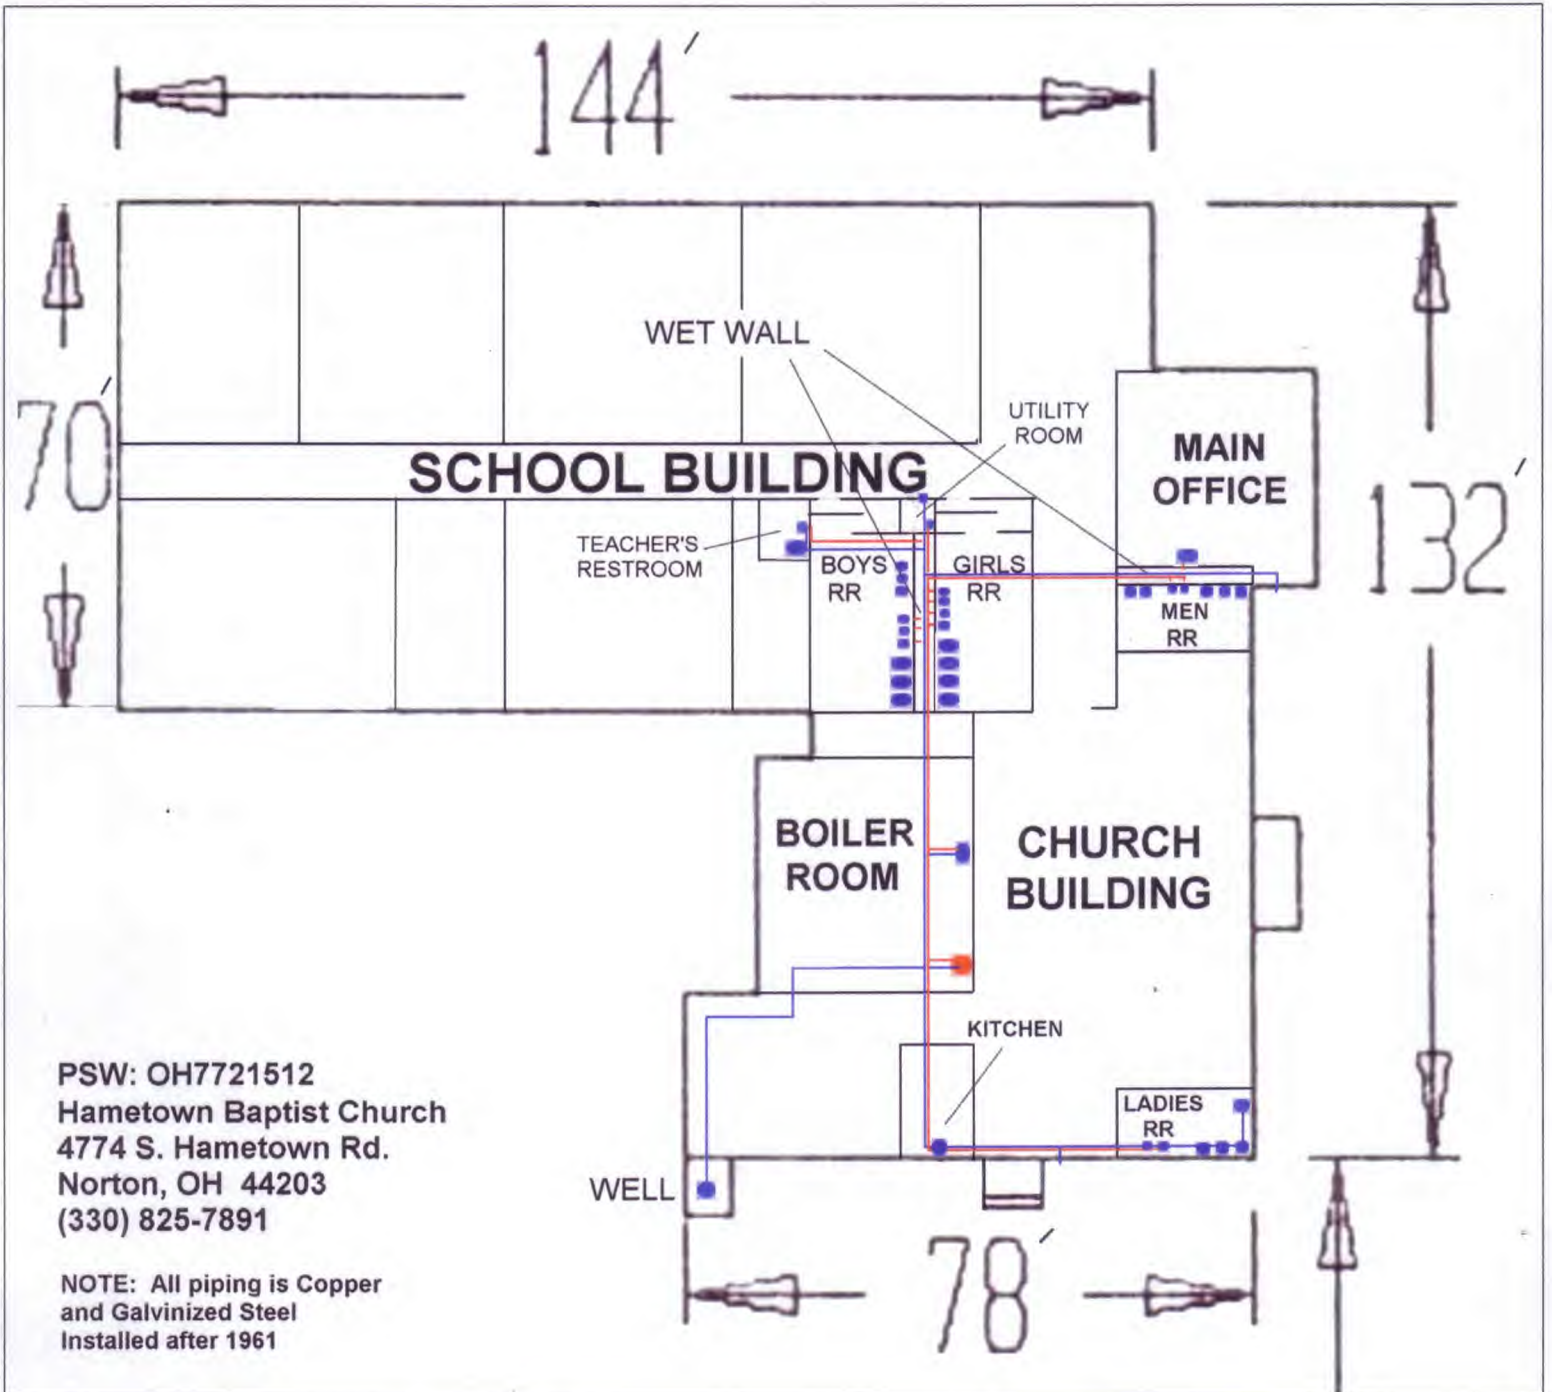 144'
WET WALL
UTILITY
ROOM
MAIN
OFFICE
70'
SCHOOL BUILDING
132'
TEACHER'S
RESTROOM
BOYS
RR
GIRLS
RR
MEN
RR
BOILER
ROOM
CHURCH
BUILDING
KITCHEN
LADIES
RR
WELL
78'
PSW: OH7721512
Hametown Baptist Church
4774 S. Hametown Rd.
Norton, OH 44203
(330) 825-7891
NOTE: All piping is Copper
and Galvinized Steel
Installed after 1961